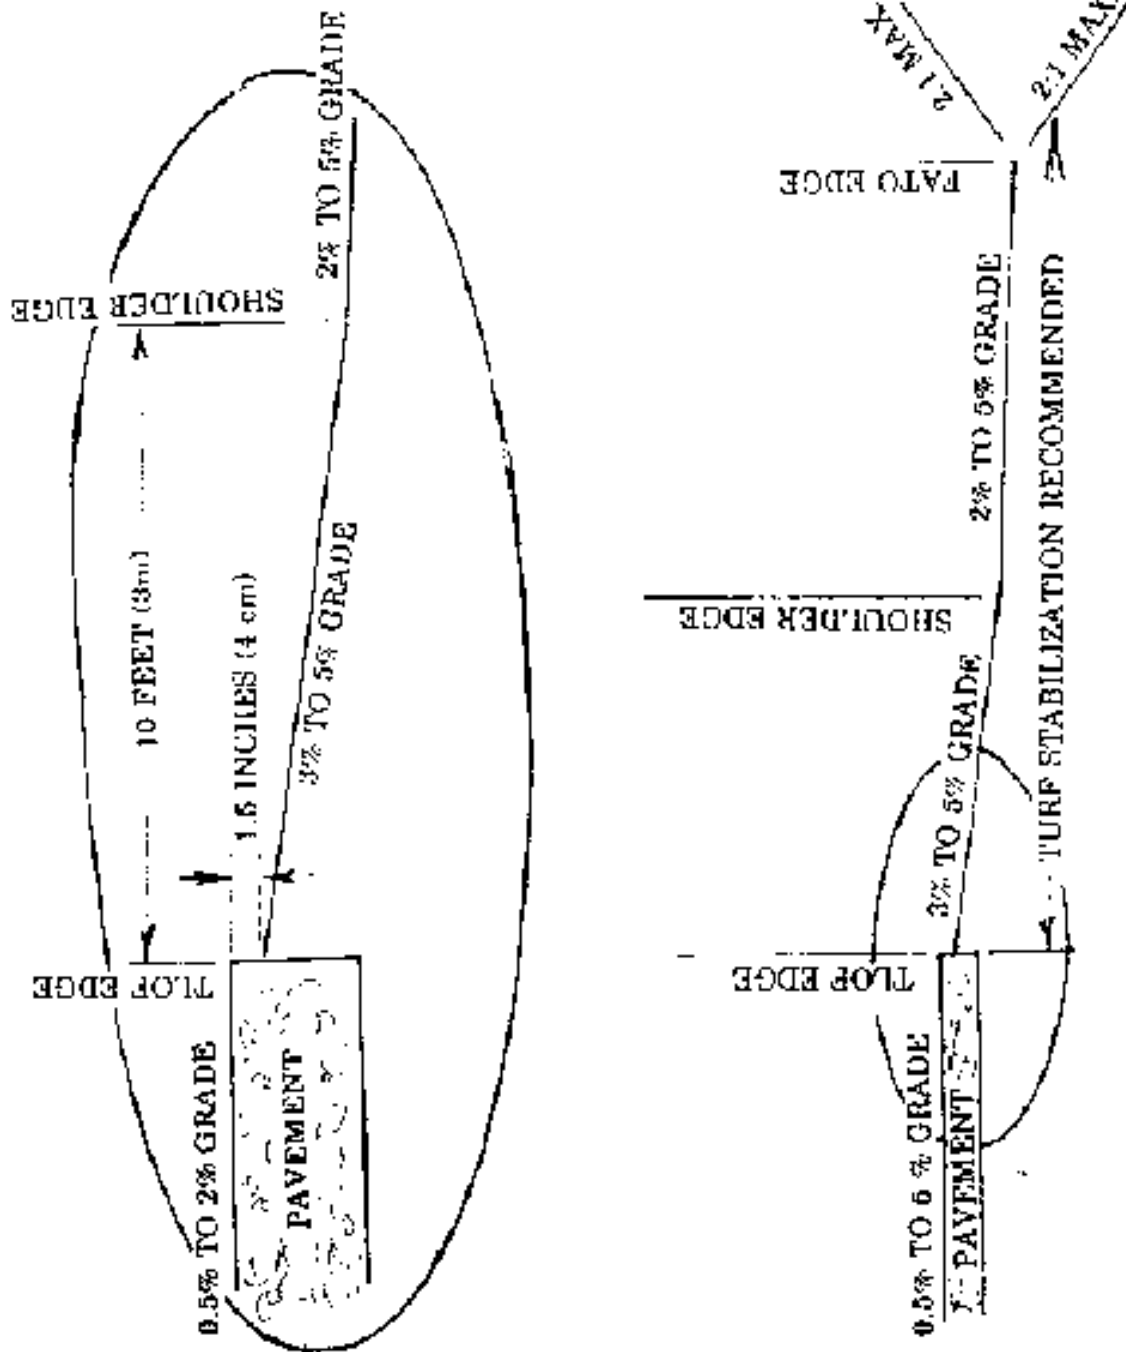 SHOULDER EDGE
10 FEET (3m)
TLOF EDGE
1.5 INCHES (4 cm)
0.5% TO 2% GRADE
PAVEMENT
3% TO 5% GRADE
2% TO 5% GRADE
2:1 MAX
2:1 MAX
FATO EDGE
SHOULDER EDGE
TLOF EDGE
0.5% TO 6 % GRADE
PAVEMENT
3% TO 5% GRADE
2% TO 5% GRADE
TURF STABILIZATION RECOMMENDED